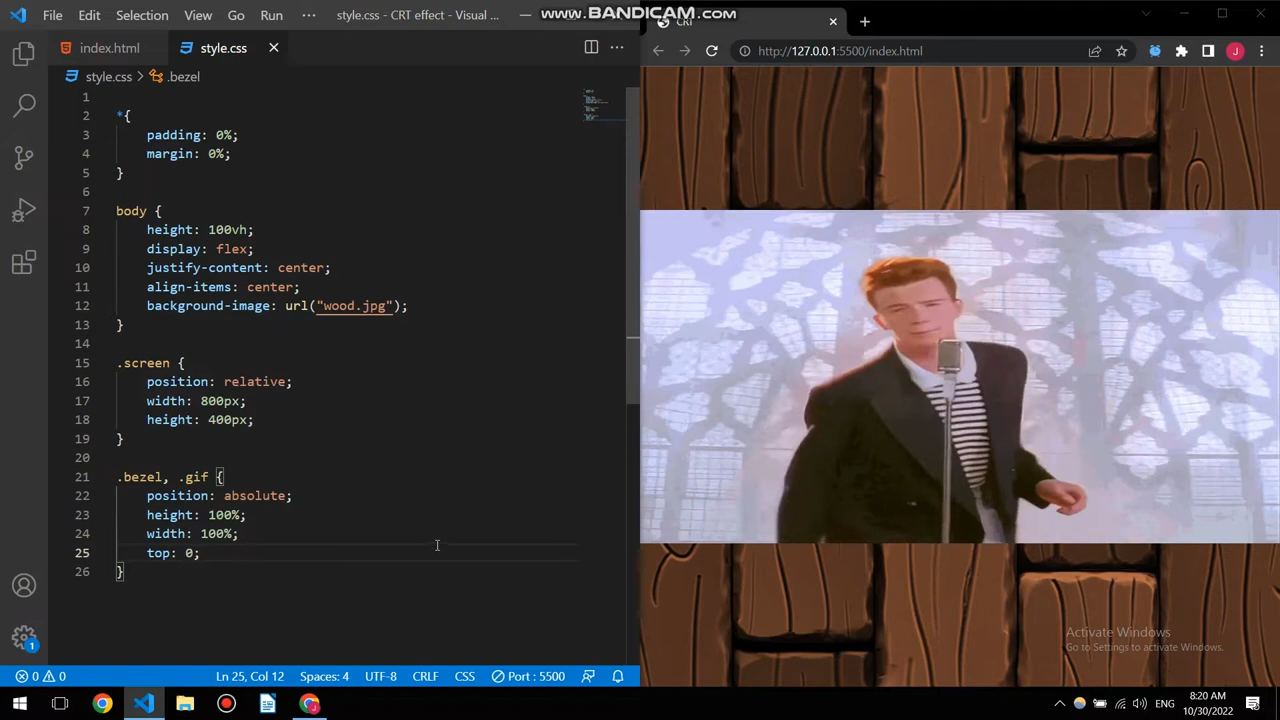 File Edit Selection View Go Run ··· style.css - CRT effect - Visual ...
www.BANDICAM.com
CRT
index.html style.css
http://127.0.0.1:5500/index.html
J
style.css > .bezel
1
2 *{
3 padding: 0%;
4 margin: 0%;
5 }
6
7 body {
8 height: 100vh;
9 display: flex;
10 justify-content: center;
11 align-items: center;
12 background-image: url("wood.jpg");
13 }
14
15 .screen {
16 position: relative;
17 width: 800px;
18 height: 400px;
19 }
20
21 .bezel, .gif {
22 position: absolute;
23 height: 100%;
24 width: 100%;
25 top: 0;
26 }
Activate Windows
Go to Settings to activate Windows.
1
0 0 Ln 25, Col 12 Spaces: 4 UTF-8 CRLF CSS Port : 5500
ENG 8:20 AM
10/30/2022